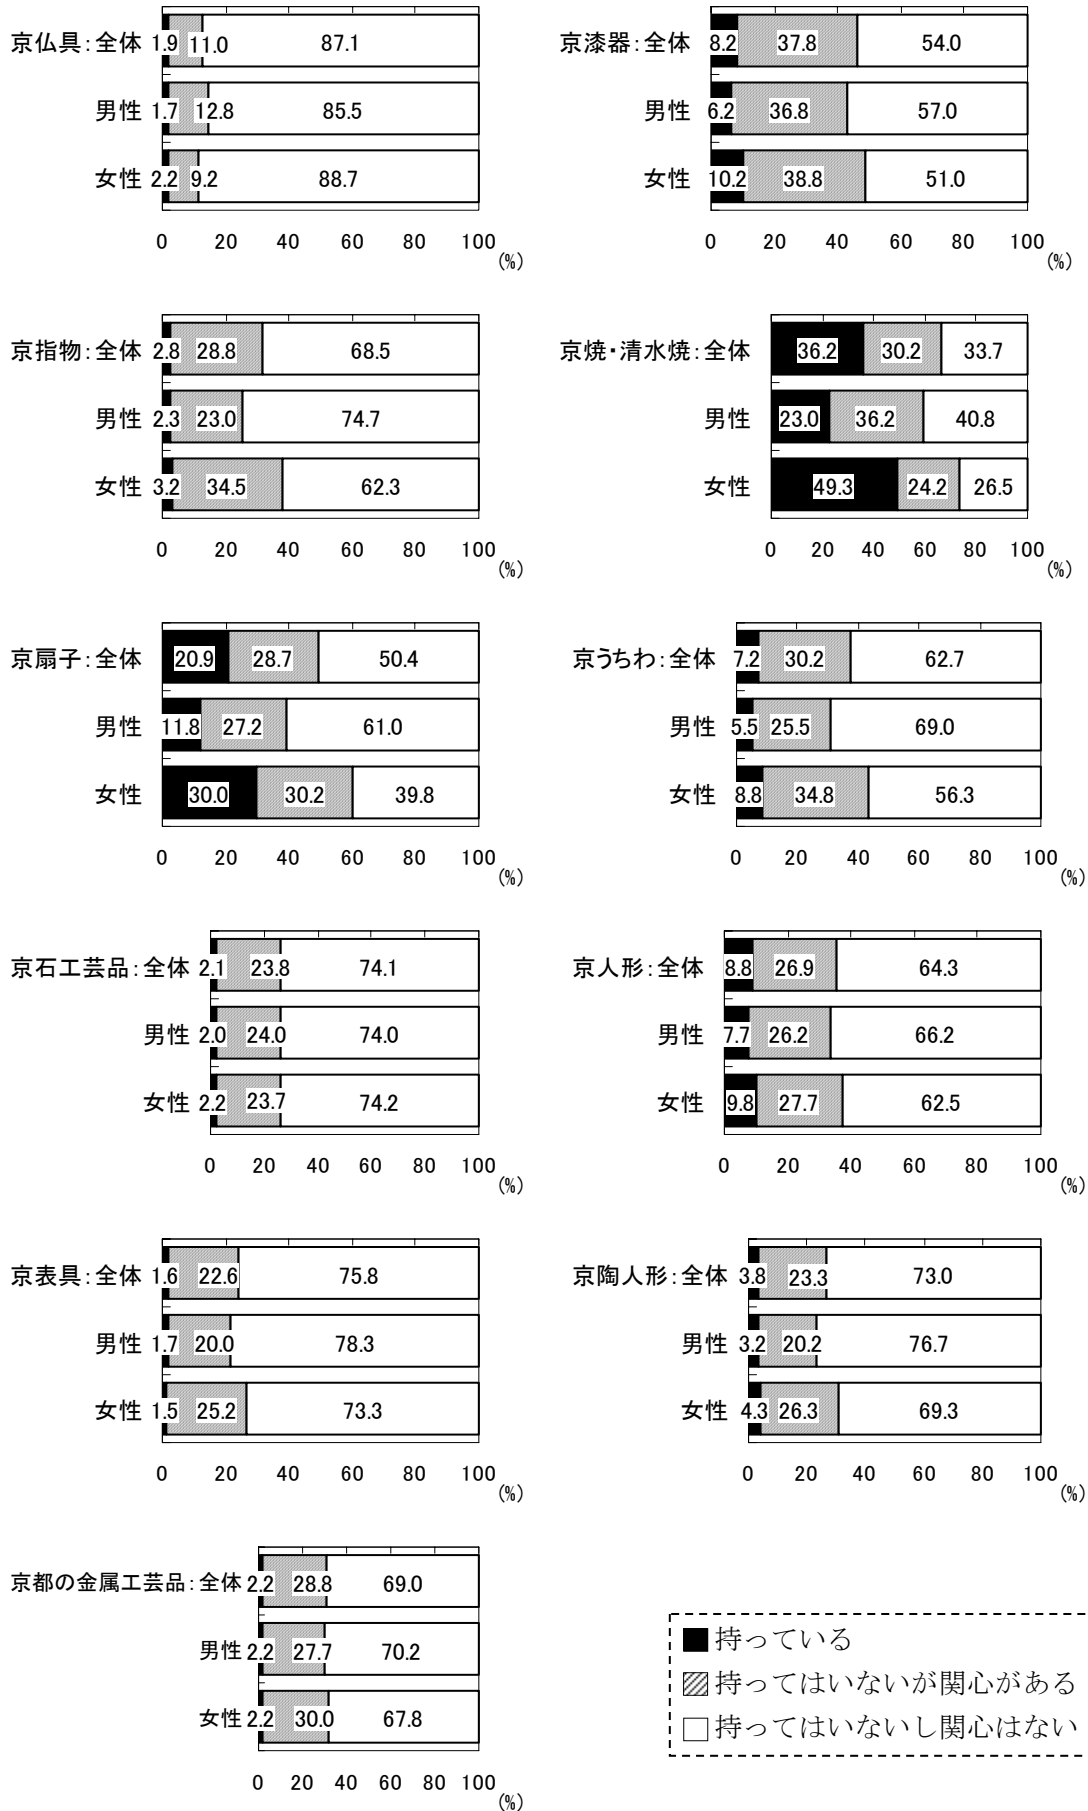 京仏具：全体 1.9 11.0 87.1
男性 1.7 12.8 85.5
女性 2.2 9.2 88.7
0 20 40 60 80 100
(%)
京漆器：全体 8.2 37.8 54.0
男性 6.2 36.8 57.0
女性 10.2 38.8 51.0
0 20 40 60 80 100
(%)
京指物：全体 2.8 28.8 68.5
男性 2.3 23.0 74.7
女性 3.2 34.5 62.3
0 20 40 60 80 100
(%)
京焼・清水焼：全体 36.2 30.2 33.7
男性 23.0 36.2 40.8
女性 49.3 24.2 26.5
0 20 40 60 80 100
(%)
京扇子：全体 20.9 28.7 50.4
男性 11.8 27.2 61.0
女性 30.0 30.2 39.8
0 20 40 60 80 100
(%)
京うちわ：全体 7.2 30.2 62.7
男性 5.5 25.5 69.0
女性 8.8 34.8 56.3
0 20 40 60 80 100
(%)
京石工芸品：全体 2.1 23.8 74.1
男性 2.0 24.0 74.0
女性 2.2 23.7 74.2
0 20 40 60 80 100
(%)
京人形：全体 8.8 26.9 64.3
男性 7.7 26.2 66.2
女性 9.8 27.7 62.5
0 20 40 60 80 100
(%)
京表具：全体 1.6 22.6 75.8
男性 1.7 20.0 78.3
女性 1.5 25.2 73.3
0 20 40 60 80 100
(%)
京陶人形：全体 3.8 23.3 73.0
男性 3.2 20.2 76.7
女性 4.3 26.3 69.3
0 20 40 60 80 100
(%)
京都の金属工芸品：全体 2.2 28.8 69.0
男性 2.2 27.7 70.2
女性 2.2 30.0 67.8
0 20 40 60 80 100
(%)
持っている
持ってはいないが関心がある
持ってはいないし関心はない